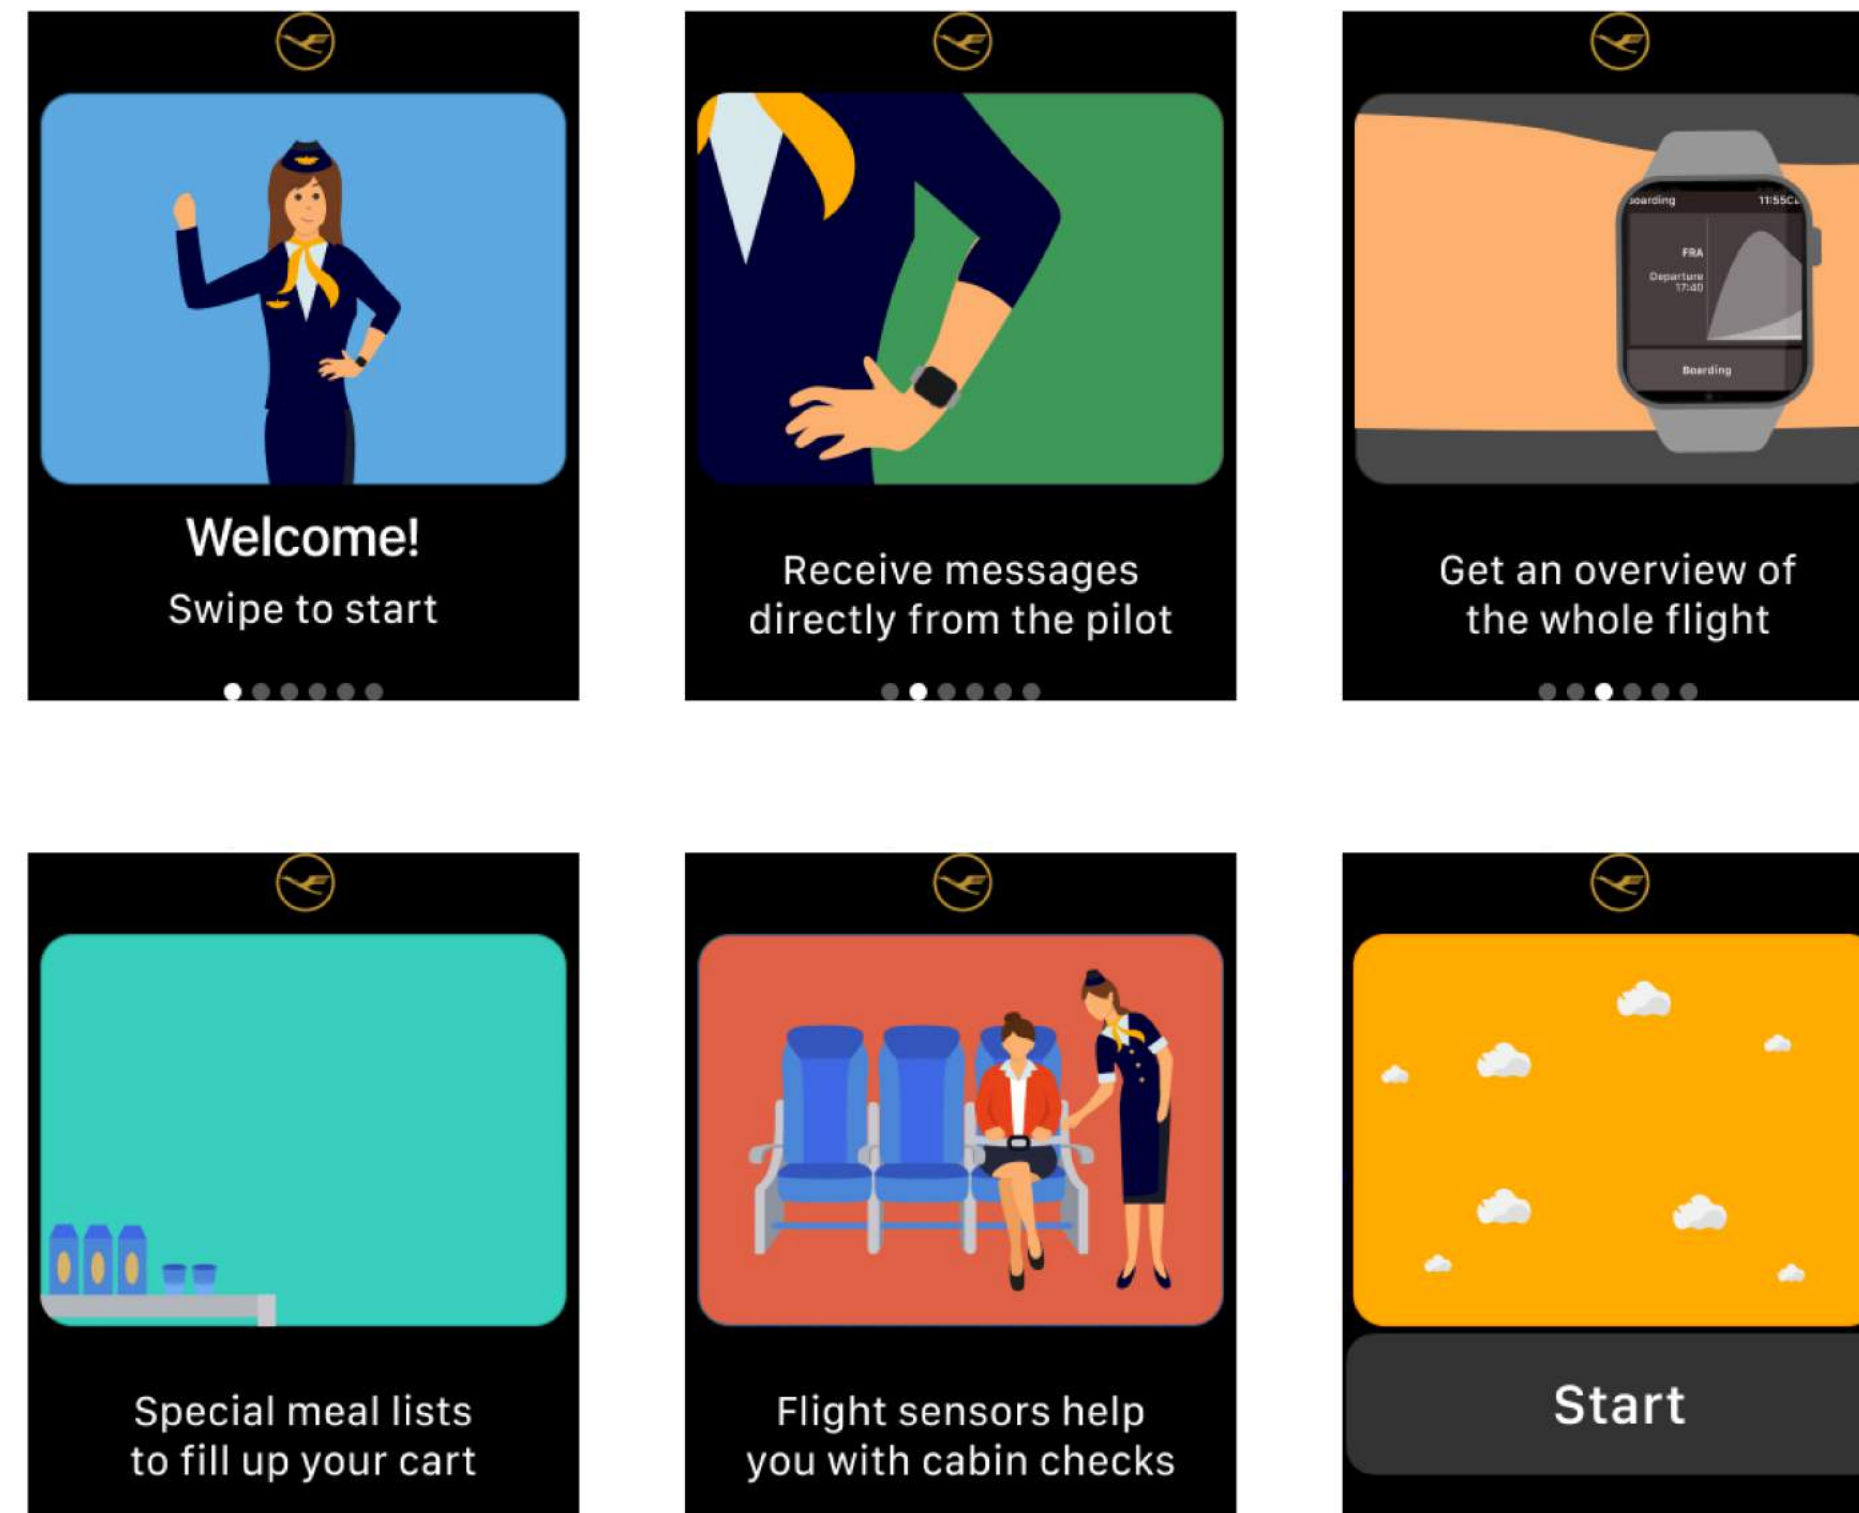 Welcome!
Swipe to start
Receive messages
directly from the pilot
Boarding
11:55
FRA
Departure
17:40
Boarding
Get an overview of
the whole flight
Special meal lists
to fill up your cart
Flight sensors help
you with cabin checks
Start